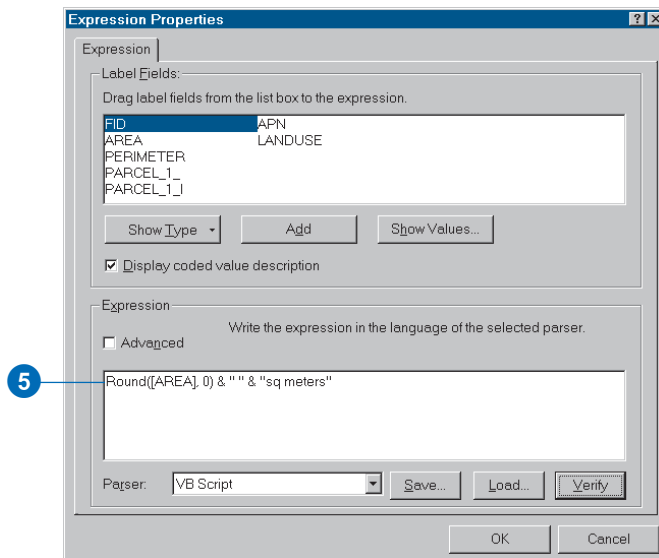 Expression Properties
Expression
Label Fields:
Drag label fields from the list box to the expression.
FID APN
AREA LANDUSE
PERIMETER
PARCEL_1_
PARCEL_1_I
Show Type Add Show Values...
Display coded value description
Expression
Write the expression in the language of the selected parser.
Advanced
5
Round([AREA], 0) & " " & "sq meters"
Parser: VB Script Save... Load... Verify
OK Cancel